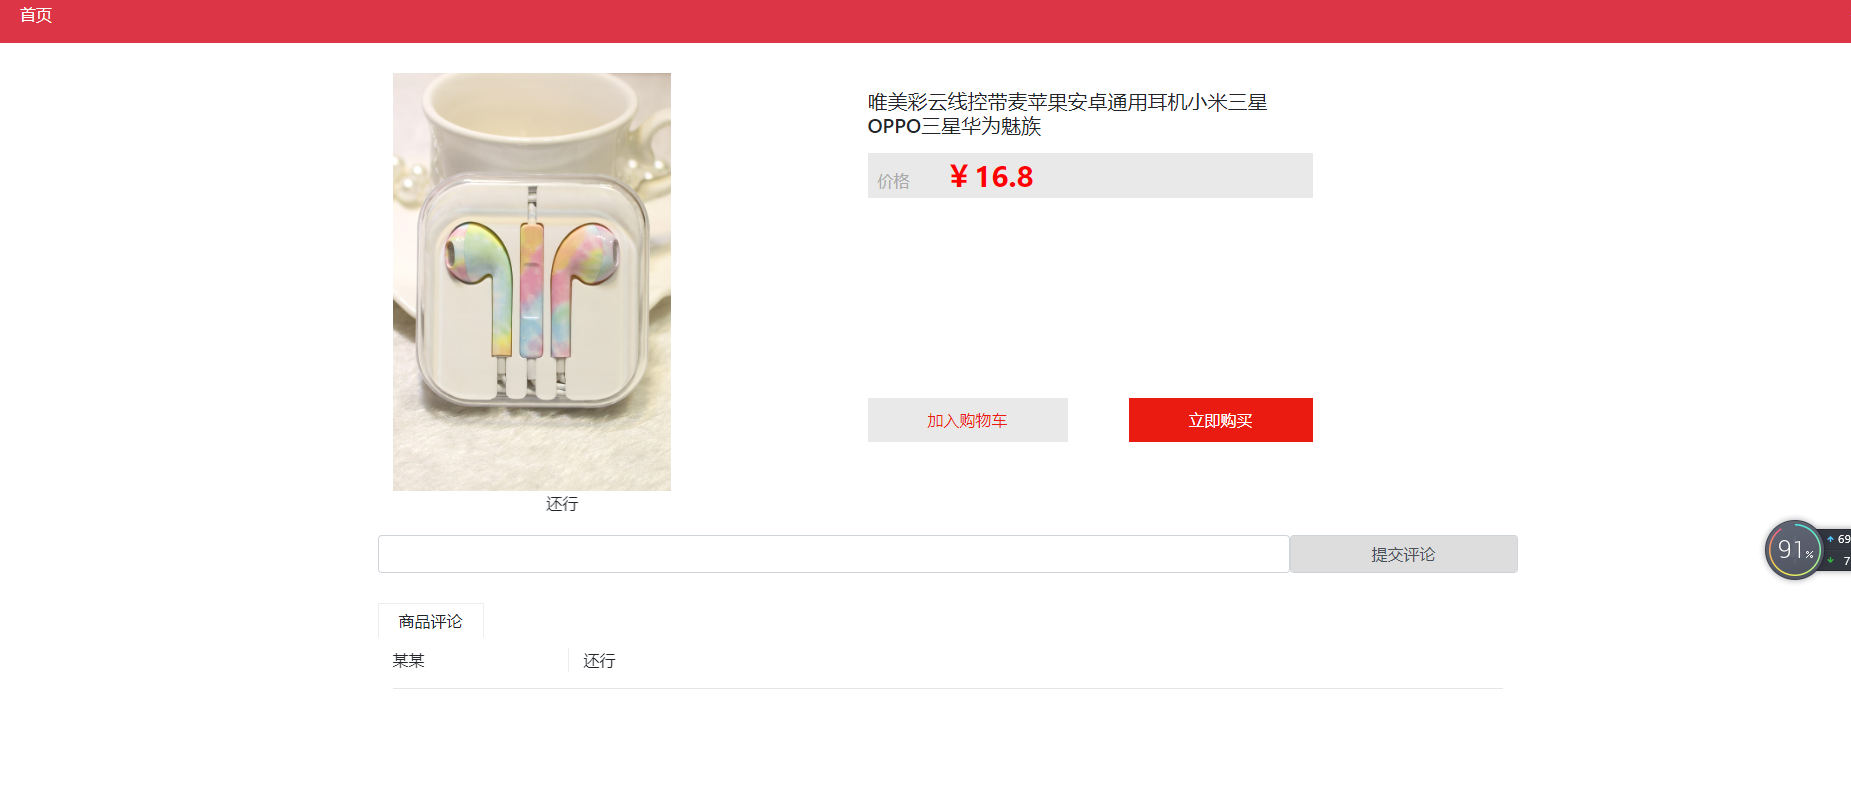 首页
唯美彩云线控带麦苹果安卓通用耳机小米三星
OPPO三星华为魅族
价格 ¥ 16.8
加入购物车 立即购买
还行
提交评论
商品评论
某某 还行
91%
69
7